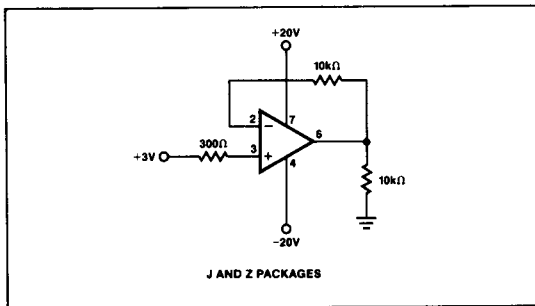 +20V
10kΩ
2
7
6
300Ω
+3V
3
4
10kΩ
−20V
J AND Z PACKAGES